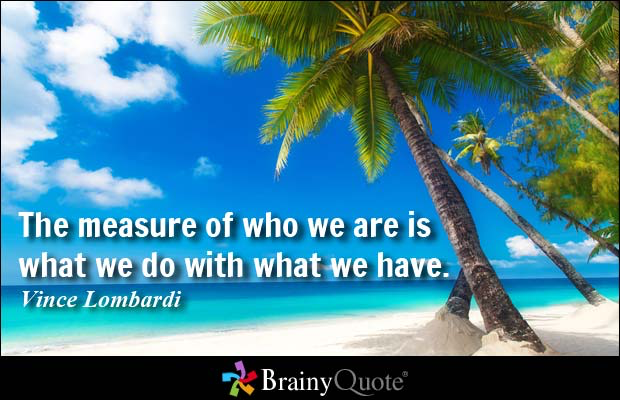 The measure of who we are is
what we do with what we have.
Vince Lombardi
BrainyQuote®